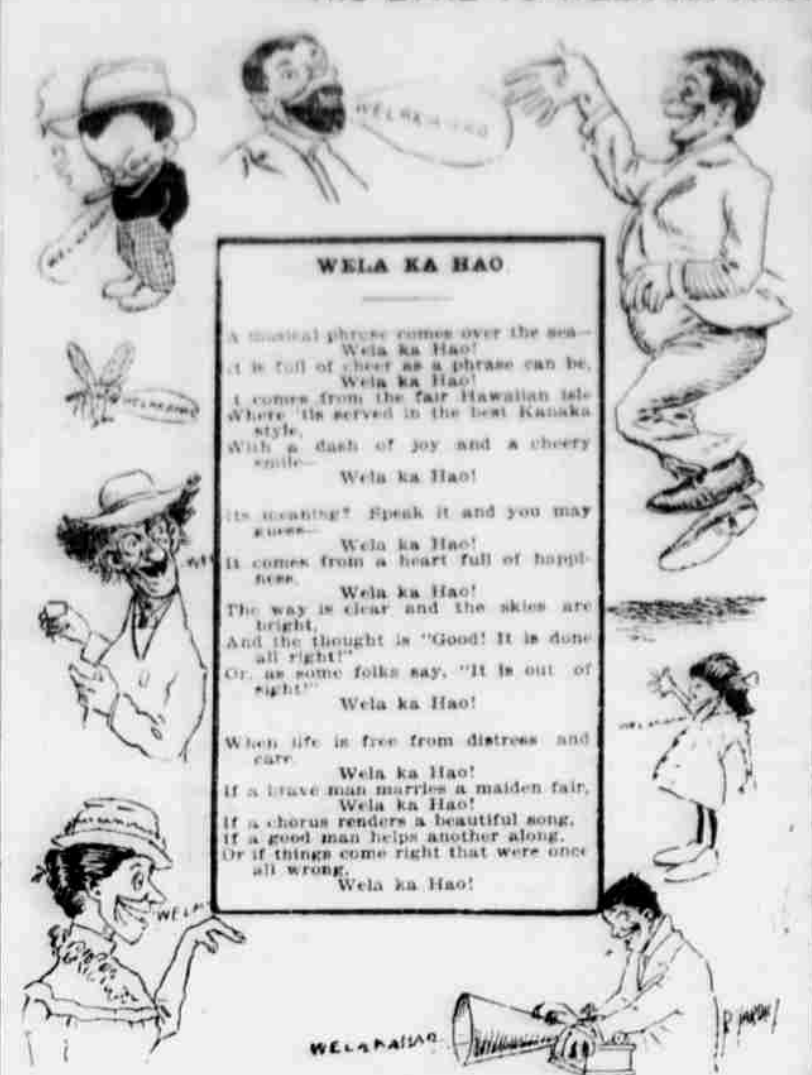 WELA KA HAO
A musical phrase comes over the sea—
Wela ka Hao!
It is full of cheer as a phrase can be,
Wela ka Hao!
It comes from the fair Hawaiian isle
Where 'tis served in the best Kanaka
style,
With a dash of joy and a cheery
smile—
Wela ka Hao!
Its meaning? Speak it and you may
guess—
Wela ka Hao!
It comes from a heart full of happi-
ness,
Wela ka Hao!
The way is clear and the skies are
bright,
And the thought is "Good! It is done
all right!"
Or, as some folks say, "It is out of
sight!"
Wela ka Hao!
When life is free from distress and
care
Wela ka Hao!
If a brave man marries a maiden fair,
Wela ka Hao!
If a chorus renders a beautiful song,
If a good man helps another along,
Or if things come right that were once
all wrong,
Wela ka Hao!
WELAKAHAO
WELAKAHAO
WELAKAHAO
WELA
WELAKAHAO